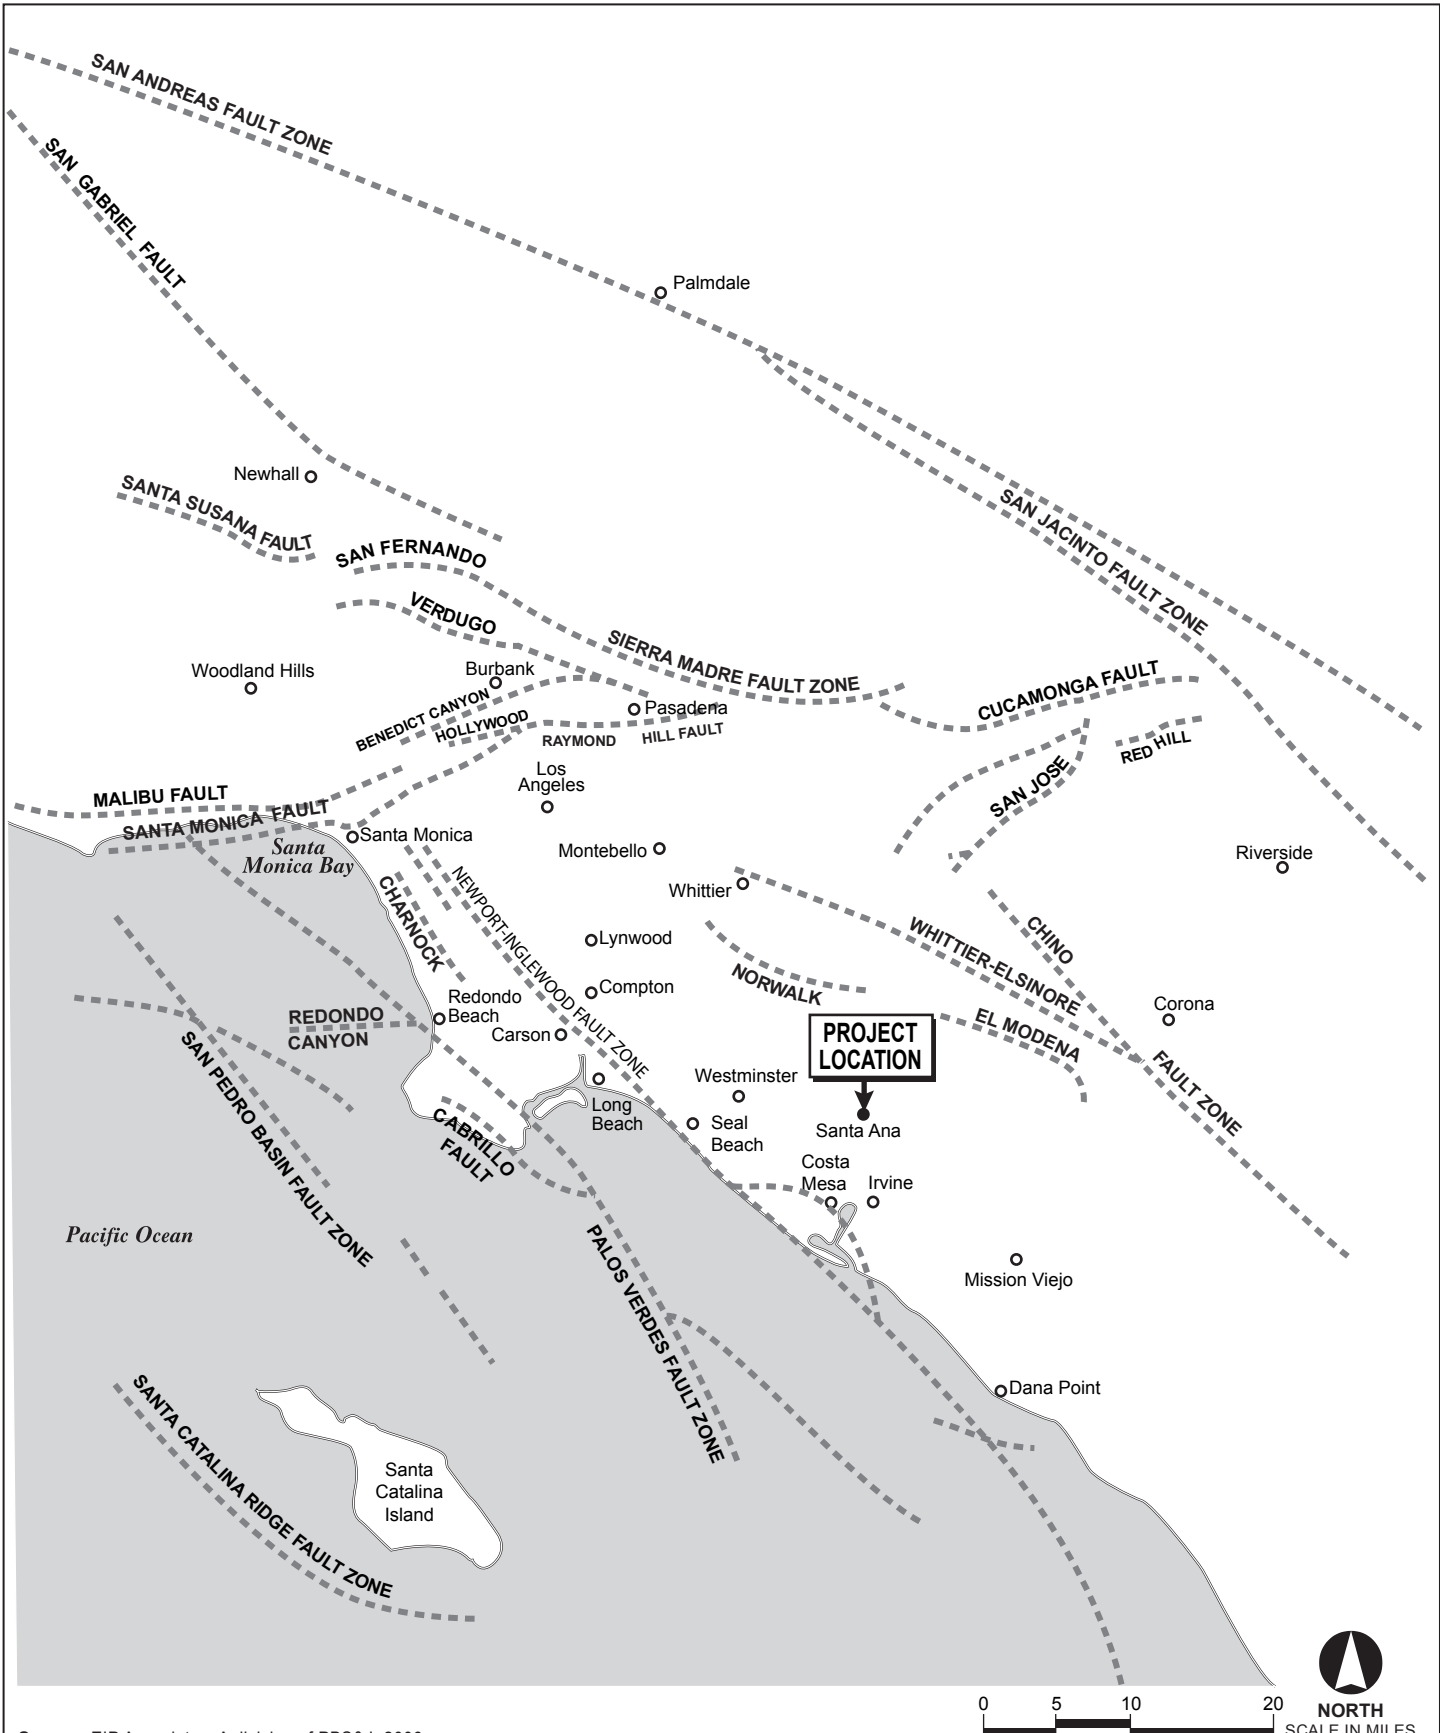 SAN ANDREAS FAULT ZONE
SAN GABRIEL FAULT
Palmdale
Newhall
SANTA SUSANA FAULT
SAN FERNANDO
SAN JACINTO FAULT ZONE
VERDUGO
SIERRA MADRE FAULT ZONE
Woodland Hills
Burbank
BENEDICT CANYON
HOLLYWOOD
Pasadena
CUCAMONGA FAULT
RAYMOND
HILL FAULT
RED HILL
Los
Angeles
SAN JOSE
MALIBU FAULT
SANTA MONICA FAULT
Santa Monica
Santa
Monica Bay
Montebello
Riverside
Whittier
CHARNOCK
NEWPORT-INGLEWOOD FAULT ZONE
Lynwood
WHITTIER-ELSINORE
CHINO
NORWALK
Compton
Redondo
Beach
Corona
REDONDO
CANYON
Carson
EL MODENA
PROJECT
LOCATION
FAULT ZONE
SAN PEDRO BASIN FAULT ZONE
Westminster
Long
Beach
Seal
Beach
Santa Ana
CABRILLO
FAULT
Costa
Mesa
Irvine
Pacific Ocean
PALOS VERDES FAULT ZONE
Mission Viejo
Dana Point
SANTA CATALINA RIDGE FAULT ZONE
Santa
Catalina
Island
NORTH
0 5 10 20
SCALE IN MILES